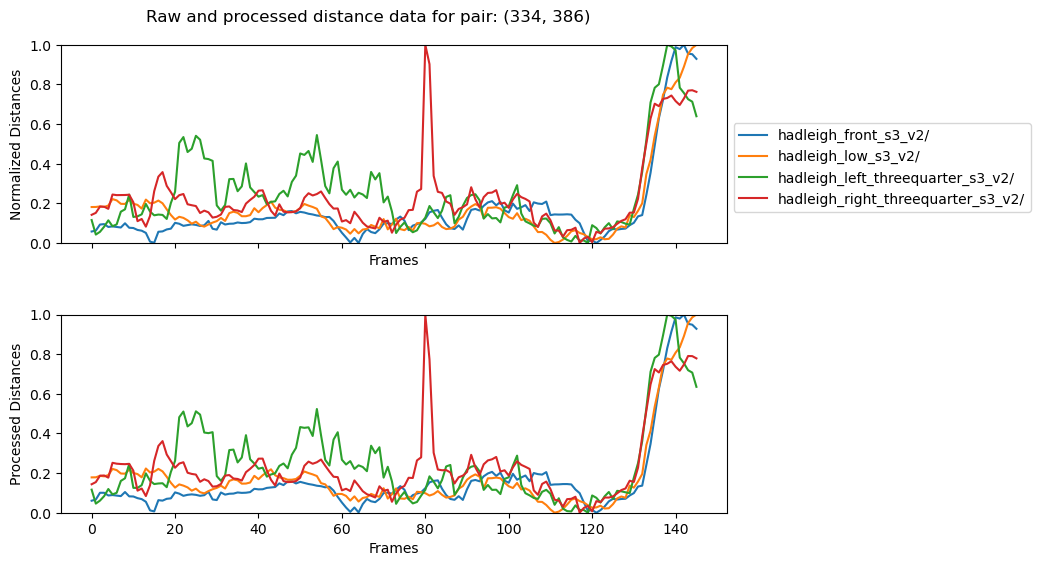 Raw and processed distance data for pair: (334, 386)
1.0
0.8
0.6
0.4
0.2
0.0
Normalized Distances
Frames
hadleigh_front_s3_v2/
hadleigh_low_s3_v2/
hadleigh_left_threequarter_s3_v2/
hadleigh_right_threequarter_s3_v2/
1.0
0.8
0.6
0.4
0.2
0.0
Processed Distances
0 20 40 60 80 100 120 140
Frames